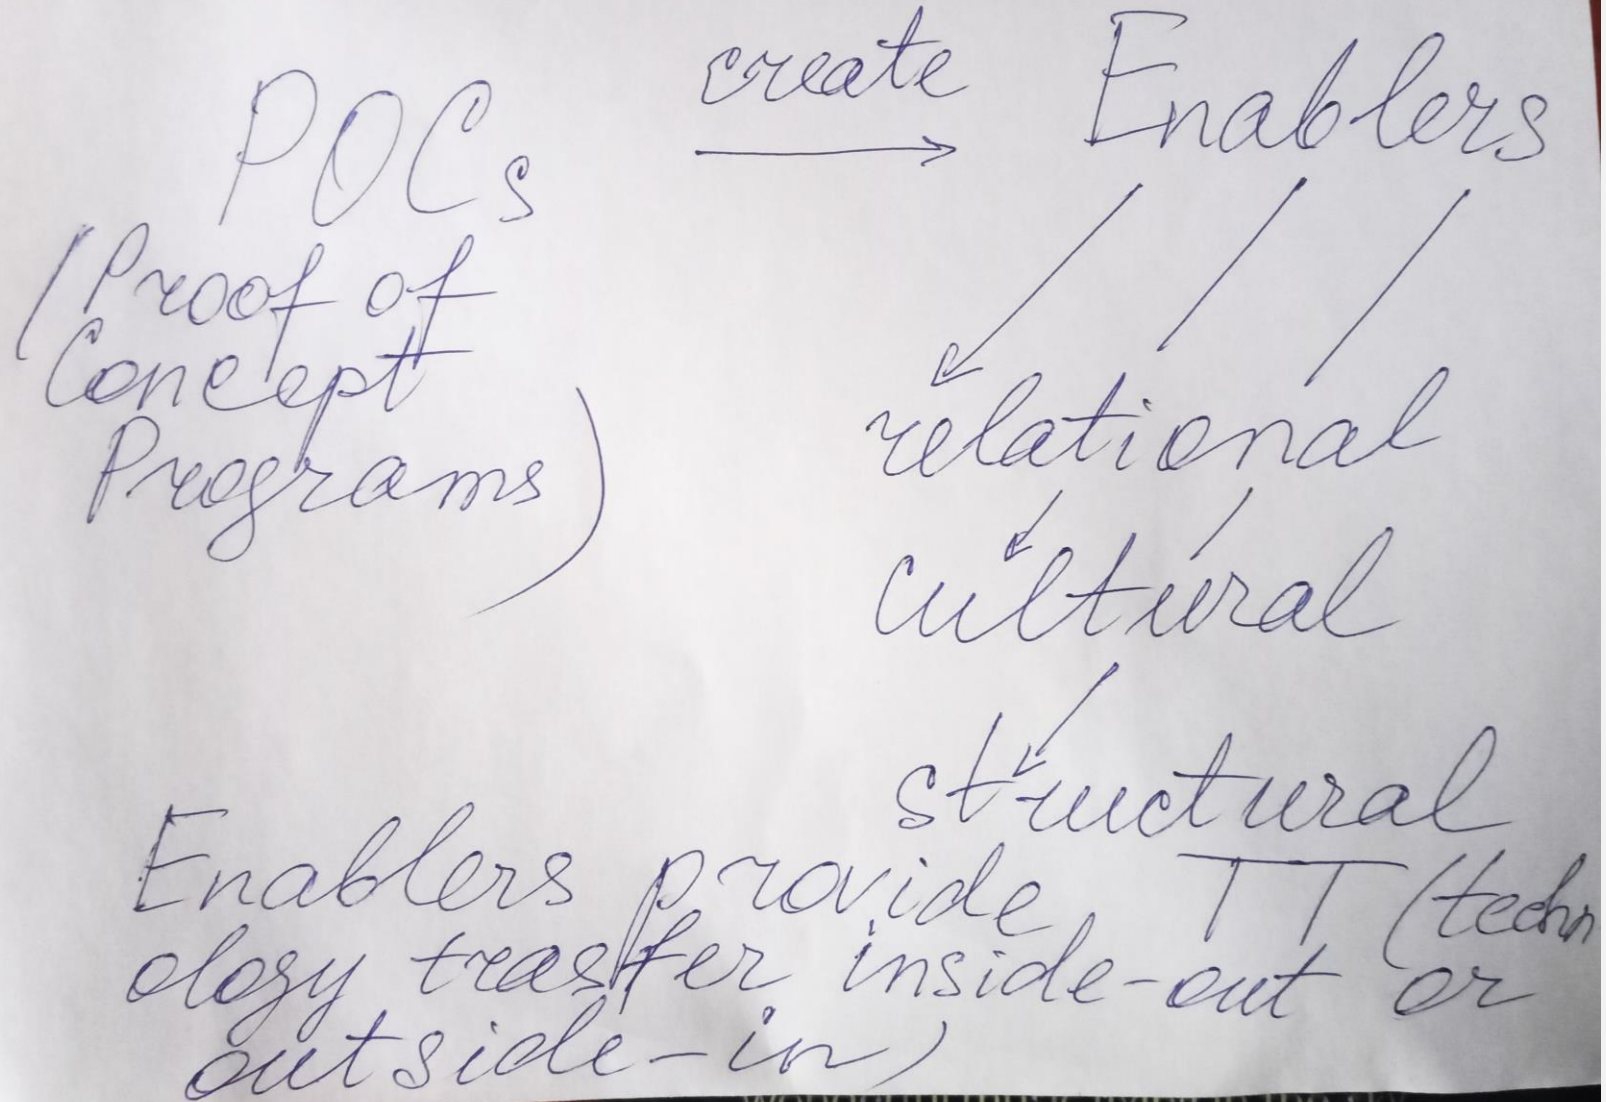 POCs create Enablers
(Proof of
Concept
Programs)
relational
cultural
structural
Enablers provide TT (techn
ology trasfer inside-out or
outside-in)